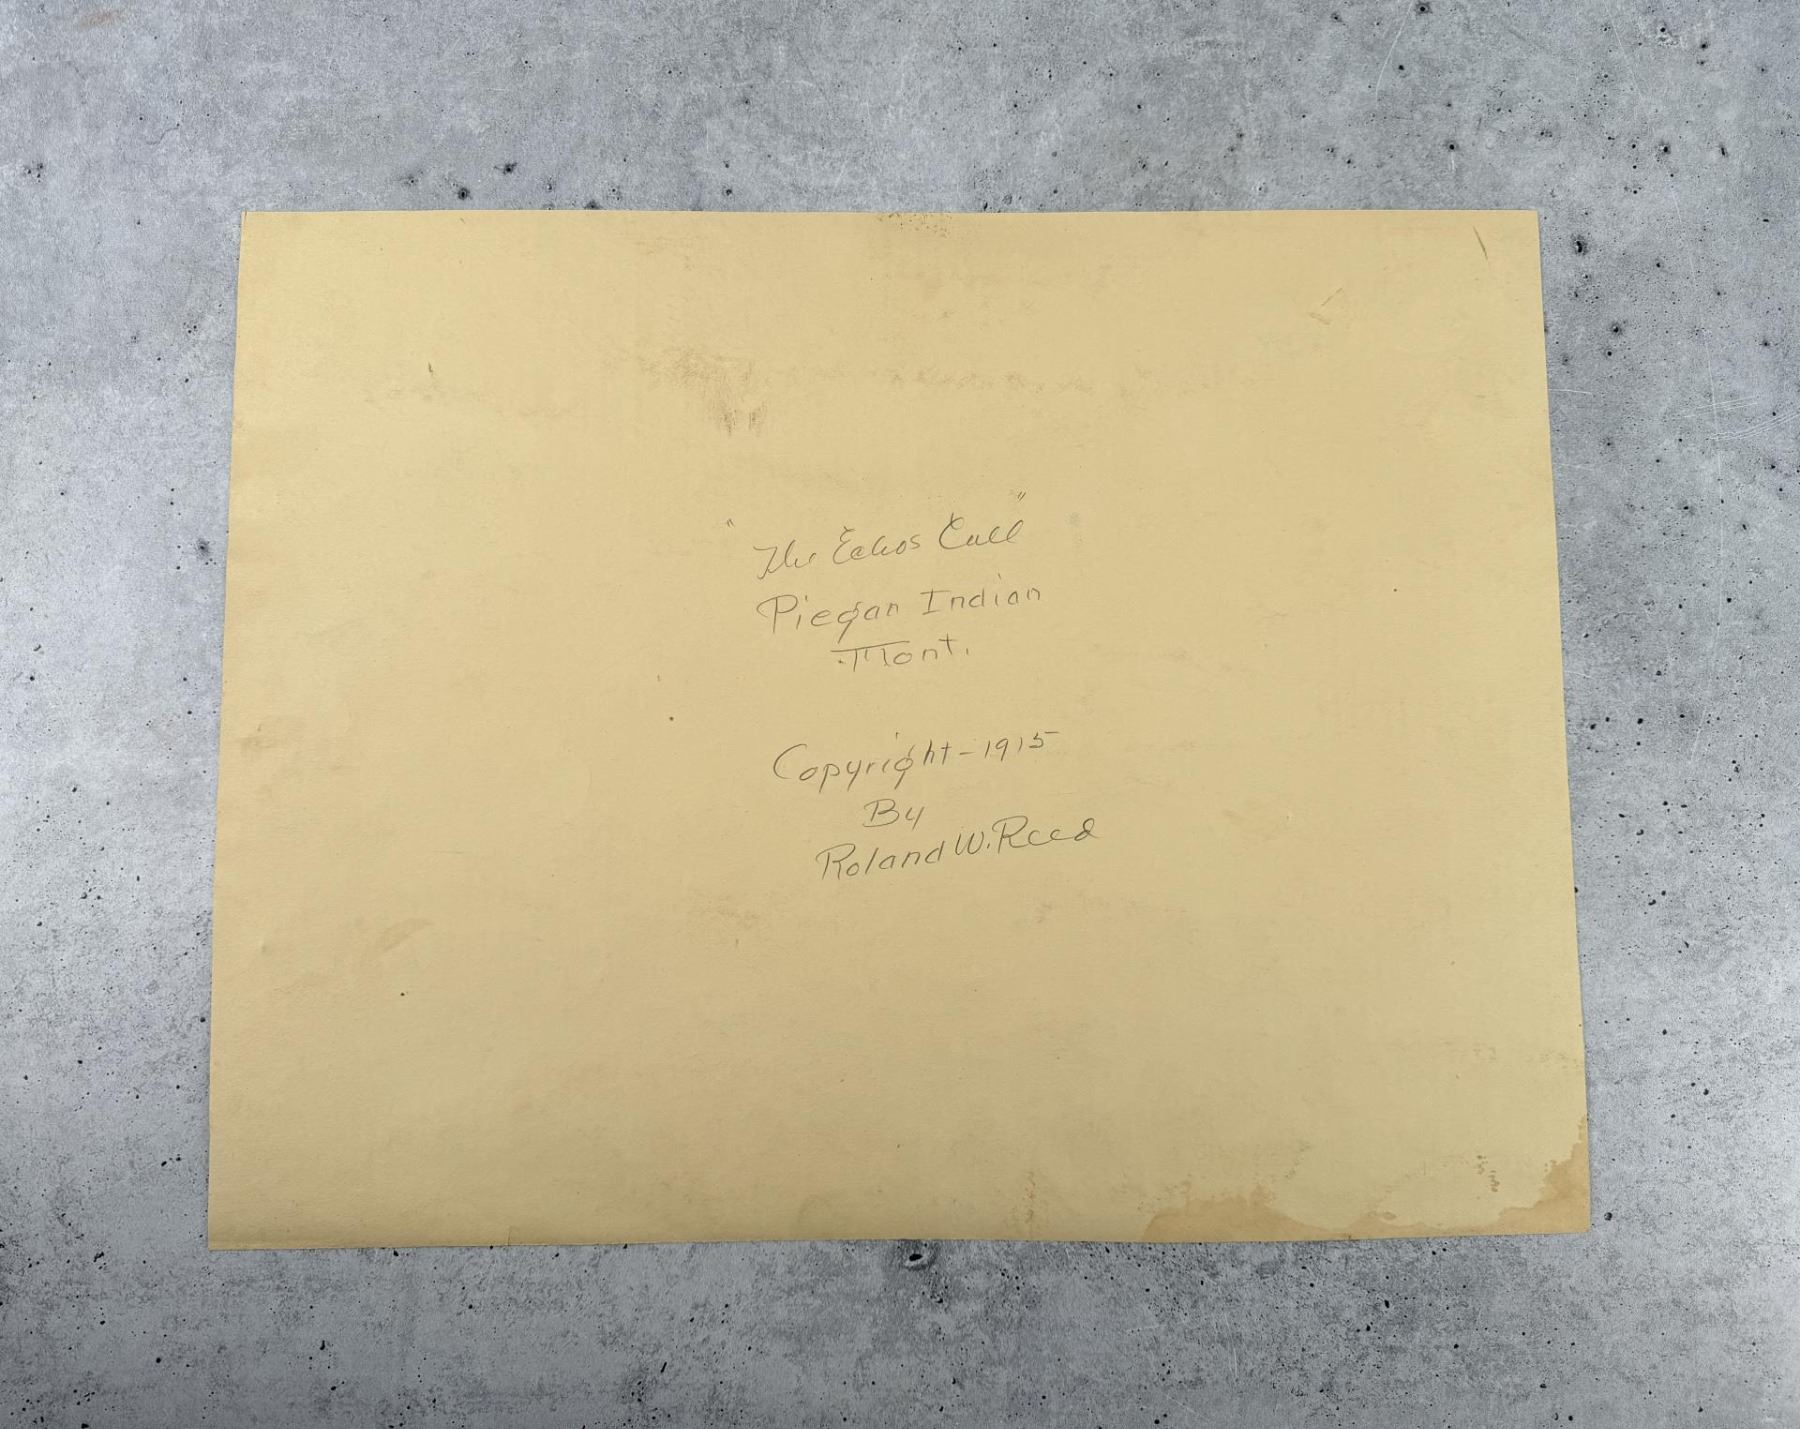 "The Echos Call"
Piegan Indian
Mont.
Copyright-1915
By
Roland W. Reed